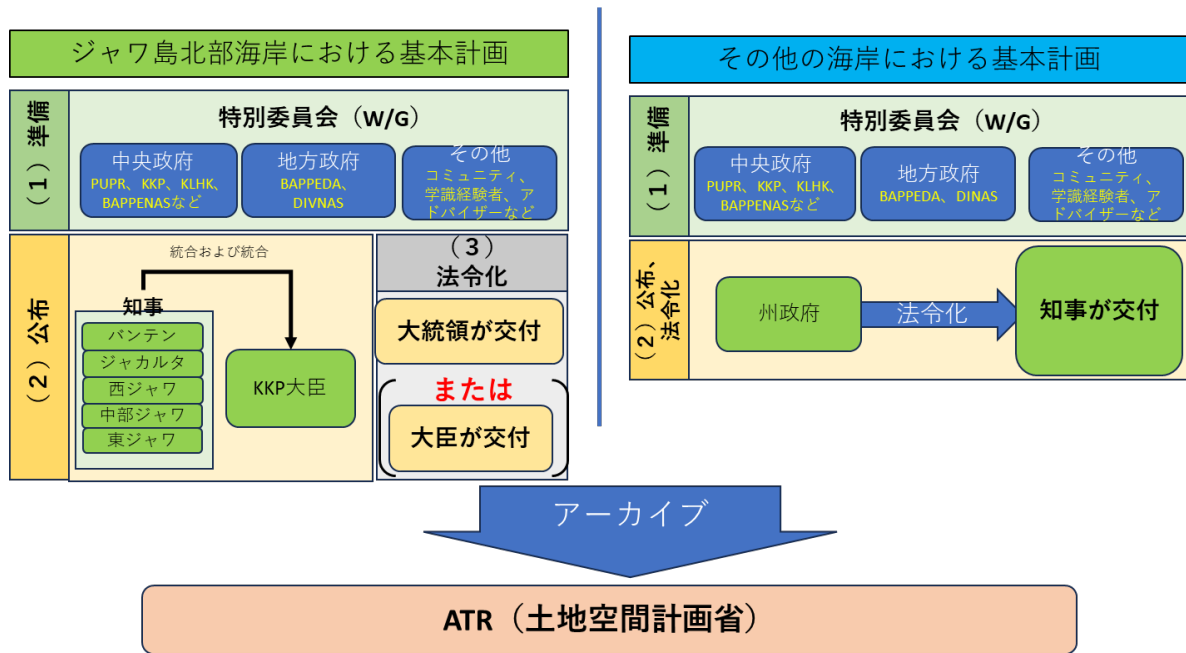 ジャワ島北部海岸における基本計画
(1)準備
特別委員会（W/G）
中央政府
PUPR、KKP、KLHK、
BAPPENASなど
地方政府
BAPPEDA、
DIVNAS
その他
コミュニティ、
学識経験者、ア
ドバイザーなど
(2)公布
統合および統合
知事
バンテン
ジャカルタ
西ジャワ
中部ジャワ
東ジャワ
KKP大臣
(3)
法令化
大統領が交付
または
大臣が交付
その他の海岸における基本計画
(1)準備
特別委員会（W/G）
中央政府
PUPR、KKP、KLHK、
BAPPENASなど
地方政府
BAPPEDA、DINAS
その他
コミュニティ、
学識経験者、ア
ドバイザーなど
(2)公布、
法令化
州政府
法令化
知事が交付
アーカイブ
ATR（土地空間計画省）